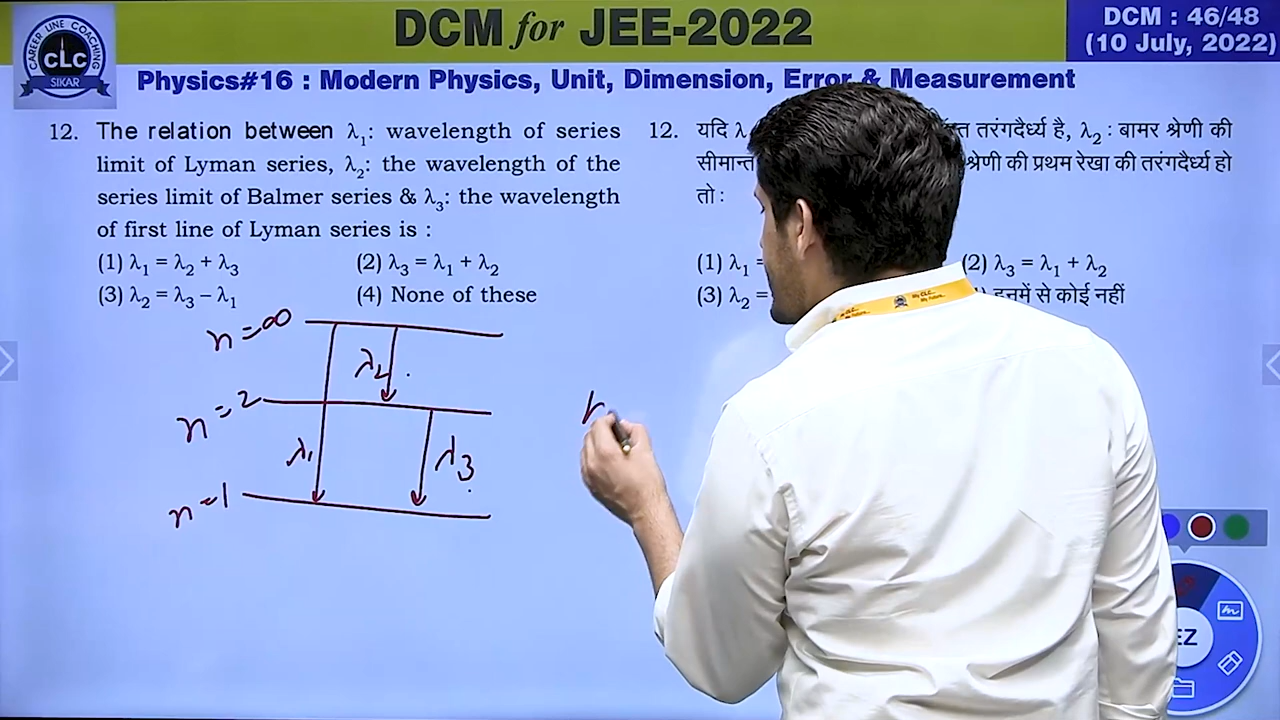 DCM for JEE-2022
DCM : 46/48
(10 July, 2022)
CAREER LINE COACHING
CLC
SIKAR
Physics#16 : Modern Physics, Unit, Dimension, Error & Measurement
12. The relation between λ₁: wavelength of series
limit of Lyman series, λ₂: the wavelength of the
series limit of Balmer series & λ₃: the wavelength
of first line of Lyman series is :
(1) λ₁ = λ₂ + λ₃ (2) λ₃ = λ₁ + λ₂
(3) λ₂ = λ₃ – λ₁ (4) None of these
12. यदि λ तरंगदैर्ध्य है, λ₂ : बामर श्रेणी की
सीमान्त श्रेणी की प्रथम रेखा की तरंगदैर्ध्य हो
तो :
(1) λ₁ = (2) λ₃ = λ₁ + λ₂
(3) λ₂ = इनमें से कोई नहीं
n=∞
λ₂
n=2
λ₁
λ₃
n=1
My CLC...
My Future...
EZ